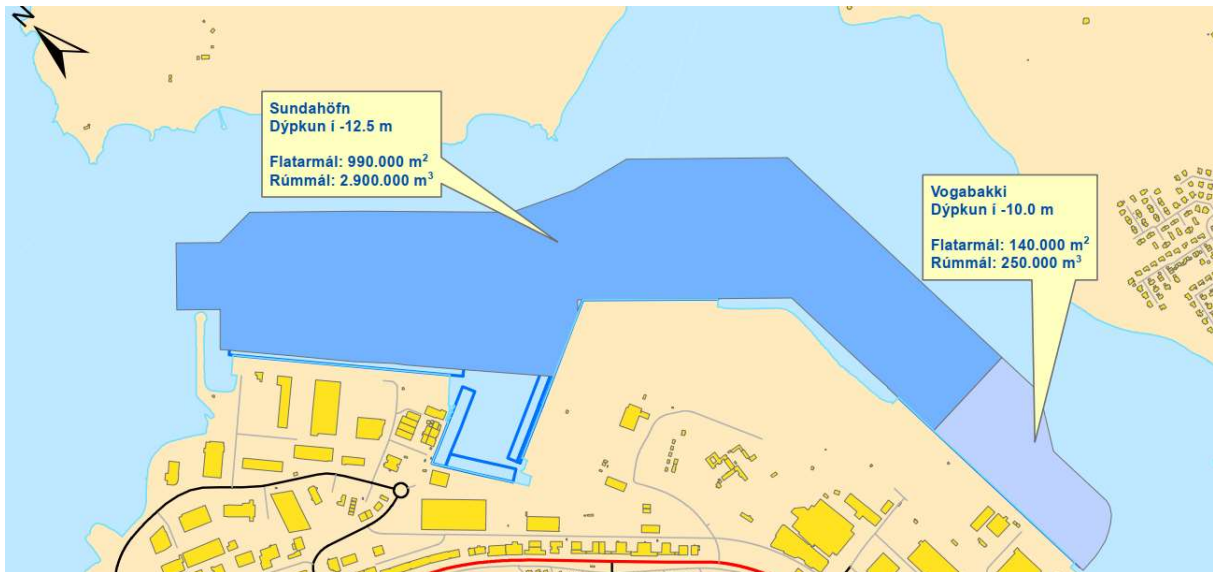 N
Sundahöfn
Dýpkun í -12.5 m
Flatarmál: 990.000 m²
Rúmmál: 2.900.000 m³
Vogabakki
Dýpkun í -10.0 m
Flatarmál: 140.000 m²
Rúmmál: 250.000 m³